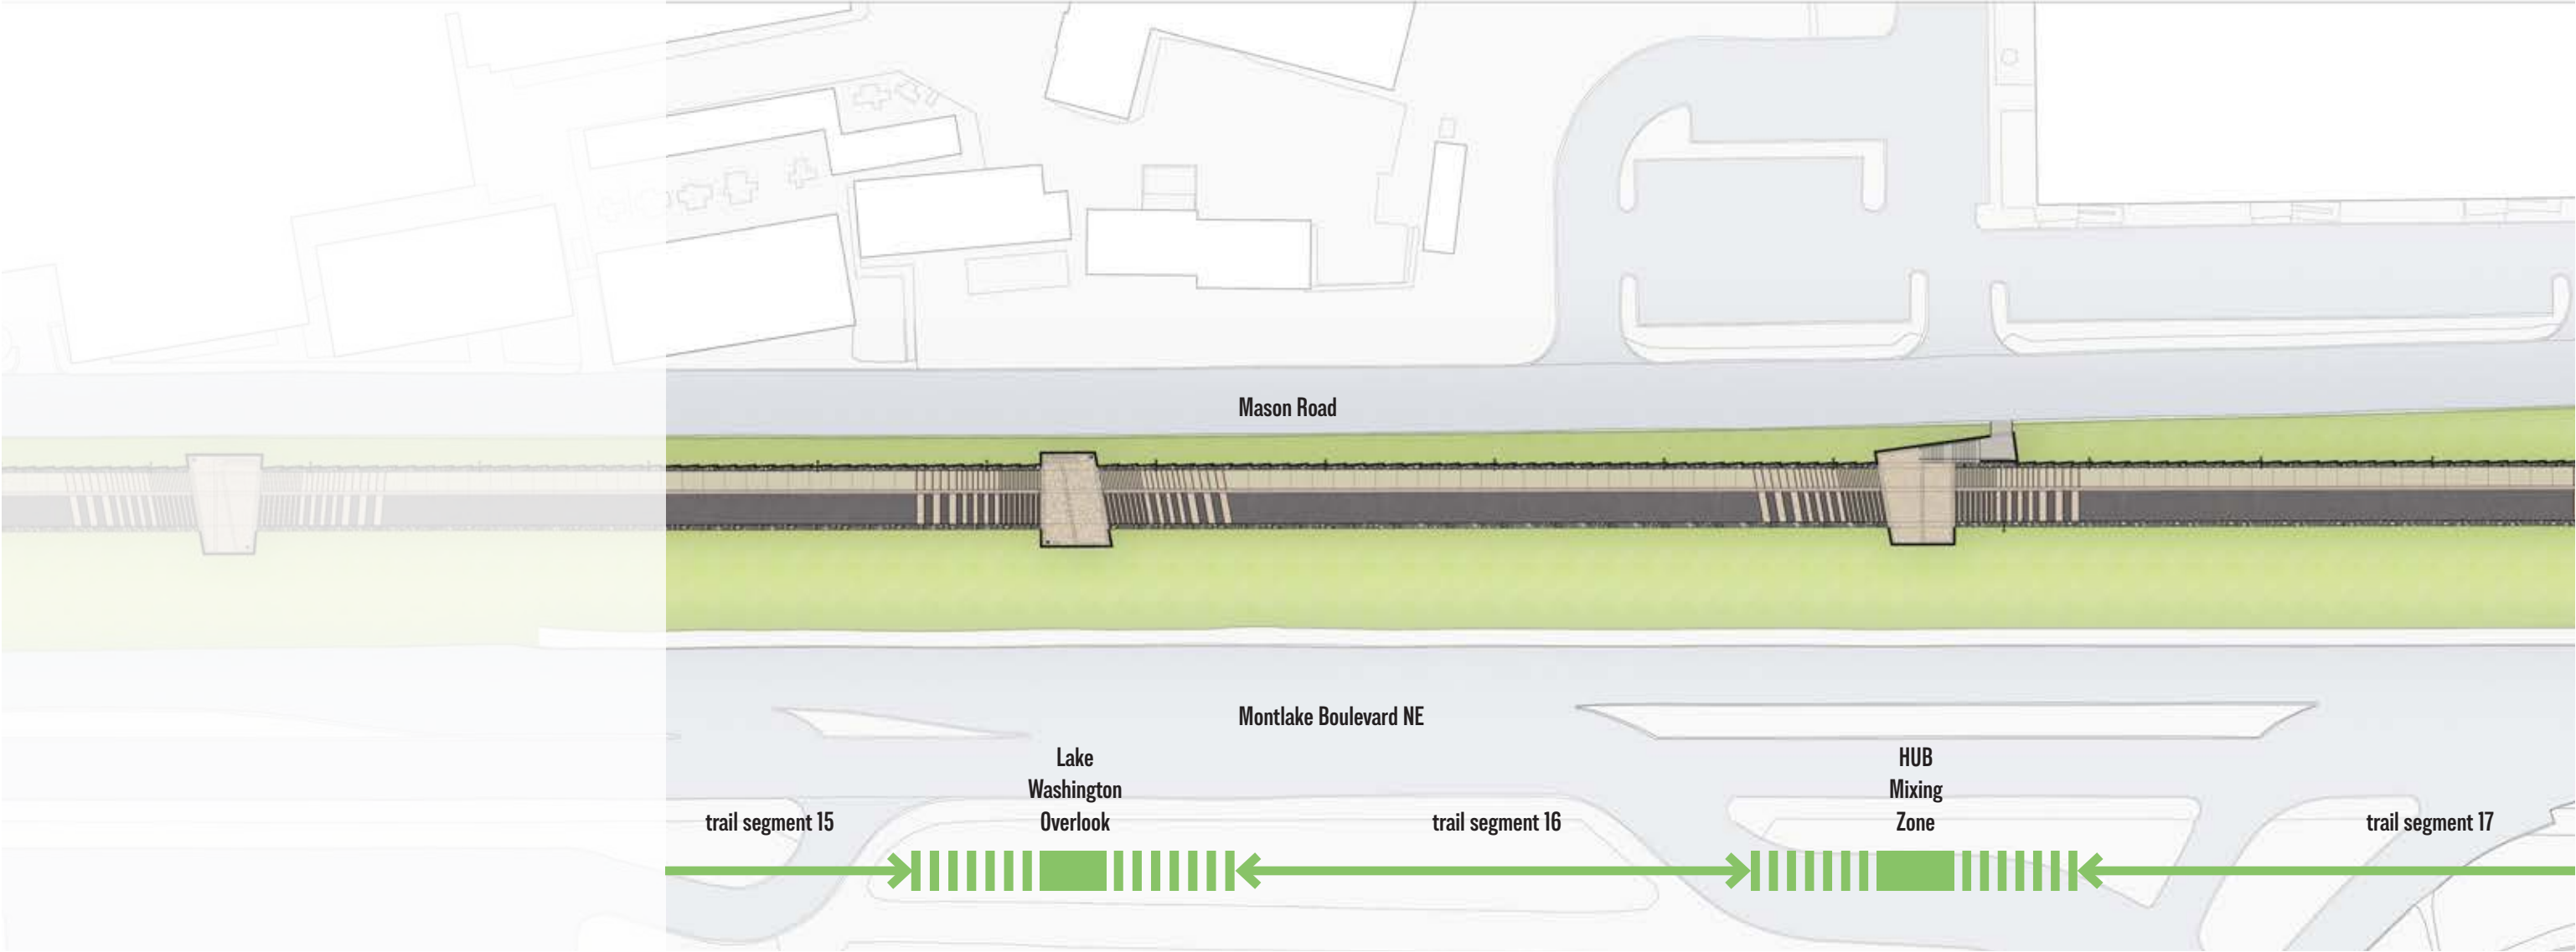 Mason Road
Montlake Boulevard NE
Lake
Washington
Overlook
HUB
Mixing
Zone
trail segment 15
trail segment 16
trail segment 17